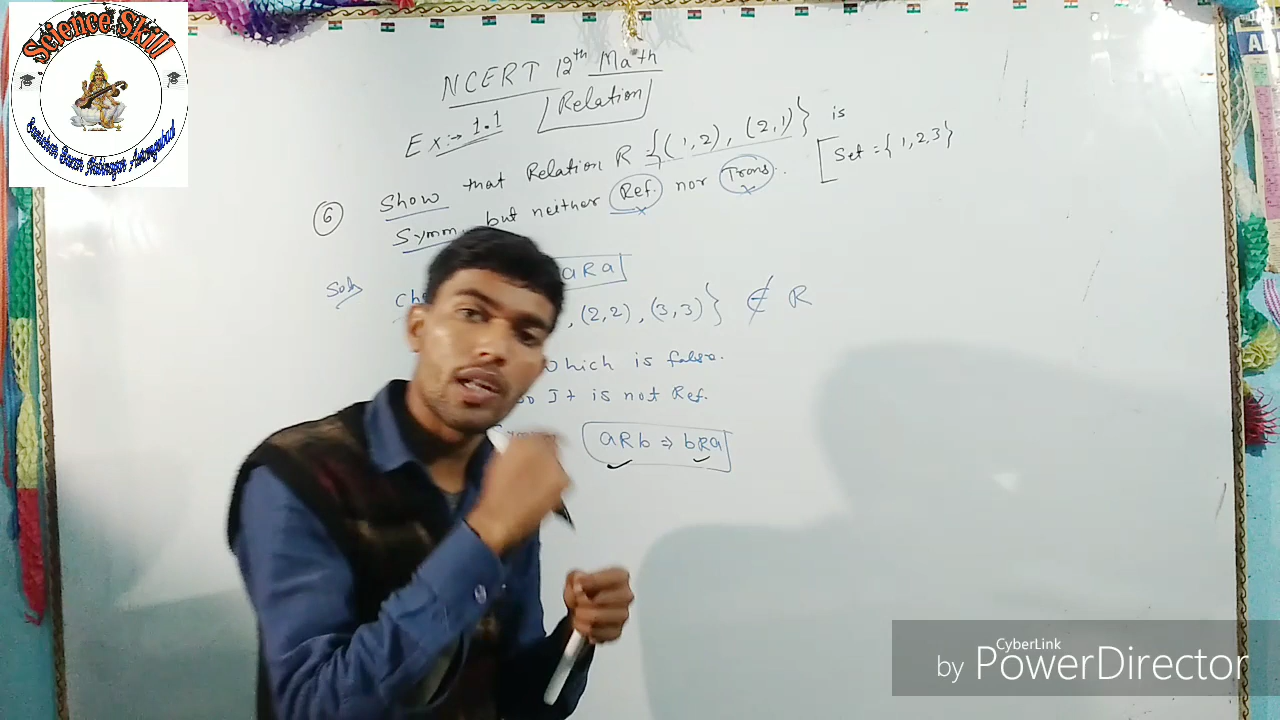 Science Skill
NCERT 12th Math
Ex:→ 1.1
Relation
6 Show that Relation R = {(1,2), (2,1)} is
[Set = {1,2,3}
Symm. but neither Ref. nor Trans.
Soln
aRa
, (2,2), (3,3)} ∉ R
Which is false.
So It is not Ref.
aRb ⇒ bRa
CyberLink
by PowerDirector